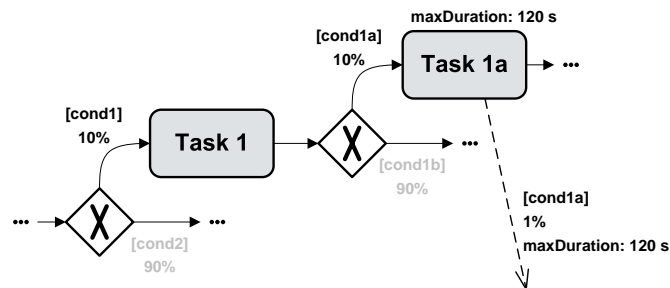 maxDuration: 120 s
[cond1a]
10%
Task 1a
...
[cond1]
10%
Task 1
X
...
[cond1b]
90%
...
X
...
[cond2]
90%
[cond1a]
1%
maxDuration: 120 s